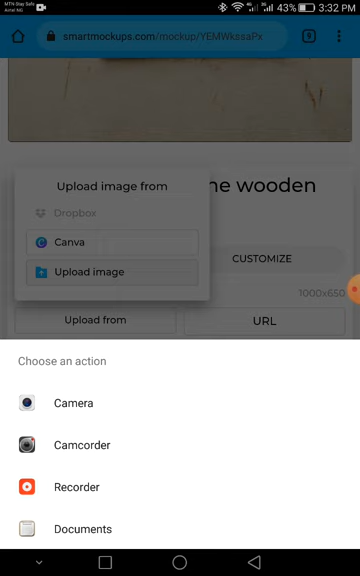 MTN-Stay Safe
Airtel NG
43% 3:32 PM
smartmockups.com/mockup/YEMWkssaPx
Upload image from
ne wooden
Dropbox
Canva
CUSTOMIZE
Upload image
1000x650
Upload from
URL
Choose an action
Camera
Camcorder
Recorder
Documents